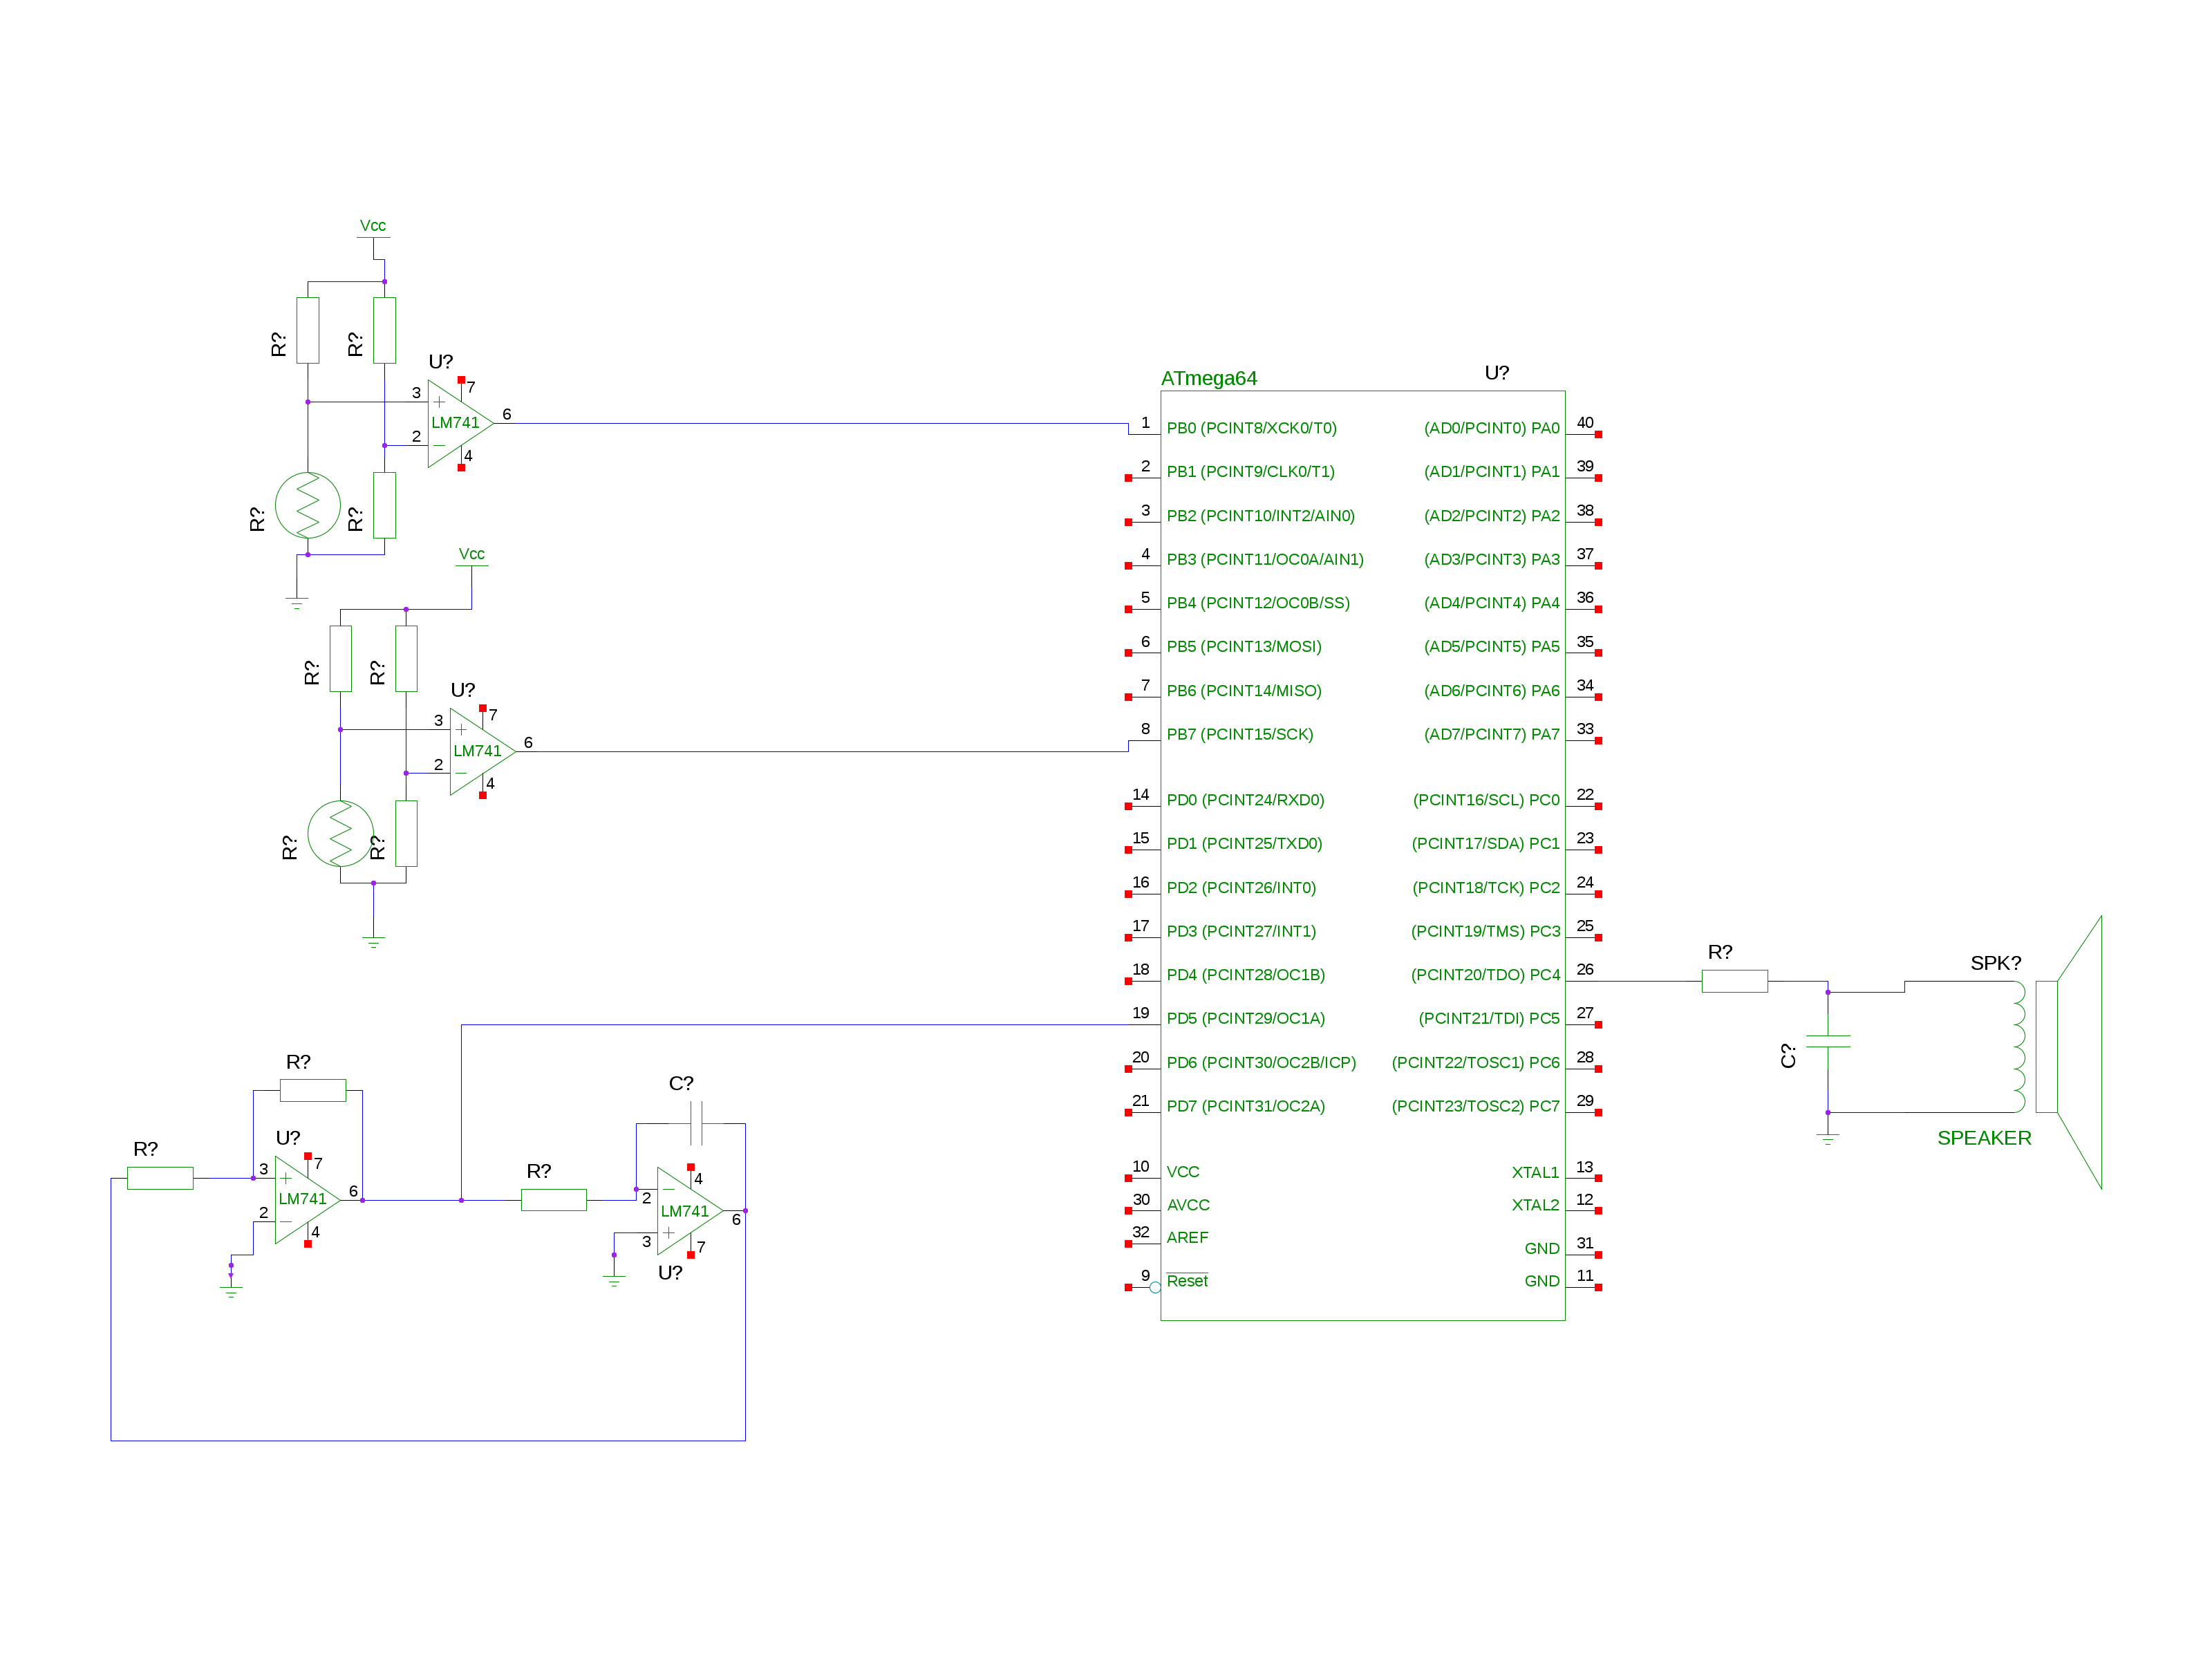 Vcc
R?
R?
U?
3
7
LM741
6
2
4
R?
R?
Vcc
R?
R?
U?
3
7
LM741
6
2
4
R?
R?
ATmega64
U?
1 PB0 (PCINT8/XCK0/T0) (AD0/PCINT0) PA0 40
2 PB1 (PCINT9/CLK0/T1) (AD1/PCINT1) PA1 39
3 PB2 (PCINT10/INT2/AIN0) (AD2/PCINT2) PA2 38
4 PB3 (PCINT11/OC0A/AIN1) (AD3/PCINT3) PA3 37
5 PB4 (PCINT12/OC0B/SS) (AD4/PCINT4) PA4 36
6 PB5 (PCINT13/MOSI) (AD5/PCINT5) PA5 35
7 PB6 (PCINT14/MISO) (AD6/PCINT6) PA6 34
8 PB7 (PCINT15/SCK) (AD7/PCINT7) PA7 33
14 PD0 (PCINT24/RXD0) (PCINT16/SCL) PC0 22
15 PD1 (PCINT25/TXD0) (PCINT17/SDA) PC1 23
16 PD2 (PCINT26/INT0) (PCINT18/TCK) PC2 24
17 PD3 (PCINT27/INT1) (PCINT19/TMS) PC3 25
18 PD4 (PCINT28/OC1B) (PCINT20/TDO) PC4 26
19 PD5 (PCINT29/OC1A) (PCINT21/TDI) PC5 27
20 PD6 (PCINT30/OC2B/ICP) (PCINT22/TOSC1) PC6 28
21 PD7 (PCINT31/OC2A) (PCINT23/TOSC2) PC7 29
10 VCC XTAL1 13
30 AVCC XTAL2 12
32 AREF GND 31
9 Reset GND 11
R?
SPK?
C?
SPEAKER
R?
R?
U?
3
7
LM741
6
2
4
R?
C?
4
2
LM741
6
3
7
U?